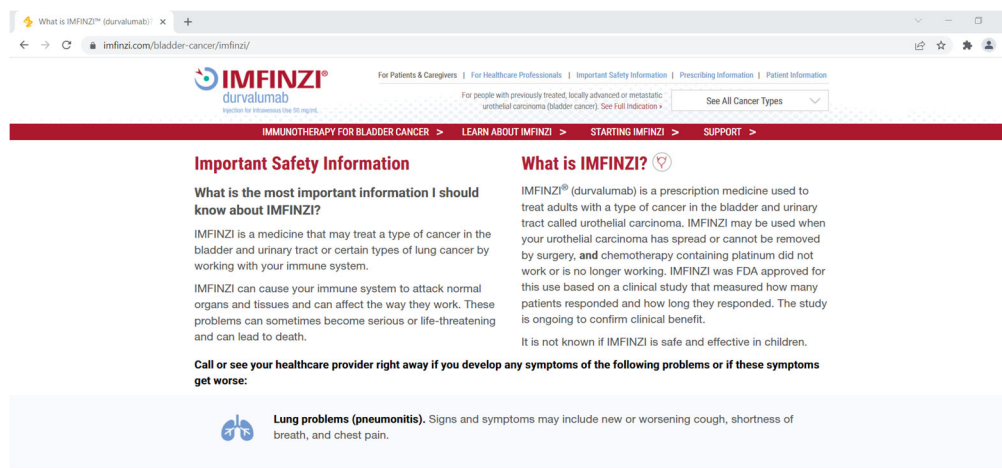 What is IMFINZI™ (durvalumab)
imfinzi.com/bladder-cancer/imfinzi/
IMFINZI®
durvalumab
Injection for Intravenous Use 50 mg/mL
For Patients & Caregivers | For Healthcare Professionals | Important Safety Information | Prescribing Information | Patient Information
For people with previously treated, locally advanced or metastatic
urothelial carcinoma (bladder cancer). See Full Indication »
See All Cancer Types
IMMUNOTHERAPY FOR BLADDER CANCER > LEARN ABOUT IMFINZI > STARTING IMFINZI > SUPPORT >
Important Safety Information
What is the most important information I should
know about IMFINZI?
IMFINZI is a medicine that may treat a type of cancer in the
bladder and urinary tract or certain types of lung cancer by
working with your immune system.
IMFINZI can cause your immune system to attack normal
organs and tissues and can affect the way they work. These
problems can sometimes become serious or life-threatening
and can lead to death.
What is IMFINZI?
IMFINZI® (durvalumab) is a prescription medicine used to
treat adults with a type of cancer in the bladder and urinary
tract called urothelial carcinoma. IMFINZI may be used when
your urothelial carcinoma has spread or cannot be removed
by surgery, and chemotherapy containing platinum did not
work or is no longer working. IMFINZI was FDA approved for
this use based on a clinical study that measured how many
patients responded and how long they responded. The study
is ongoing to confirm clinical benefit.
It is not known if IMFINZI is safe and effective in children.
Call or see your healthcare provider right away if you develop any symptoms of the following problems or if these symptoms
get worse:
Lung problems (pneumonitis). Signs and symptoms may include new or worsening cough, shortness of
breath, and chest pain.